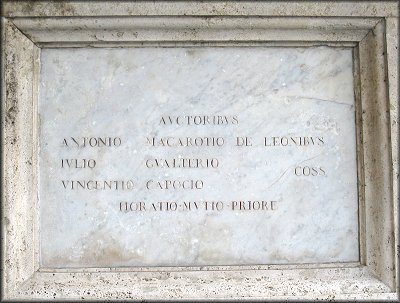 AVCTORIBVS
ANTONIO MACAROTIO DE LEONIBVS
IVLIO GVALTERIO COSS.
VINCENTIO CAPOCIO
HORATIO·MVTIO·PRIORE